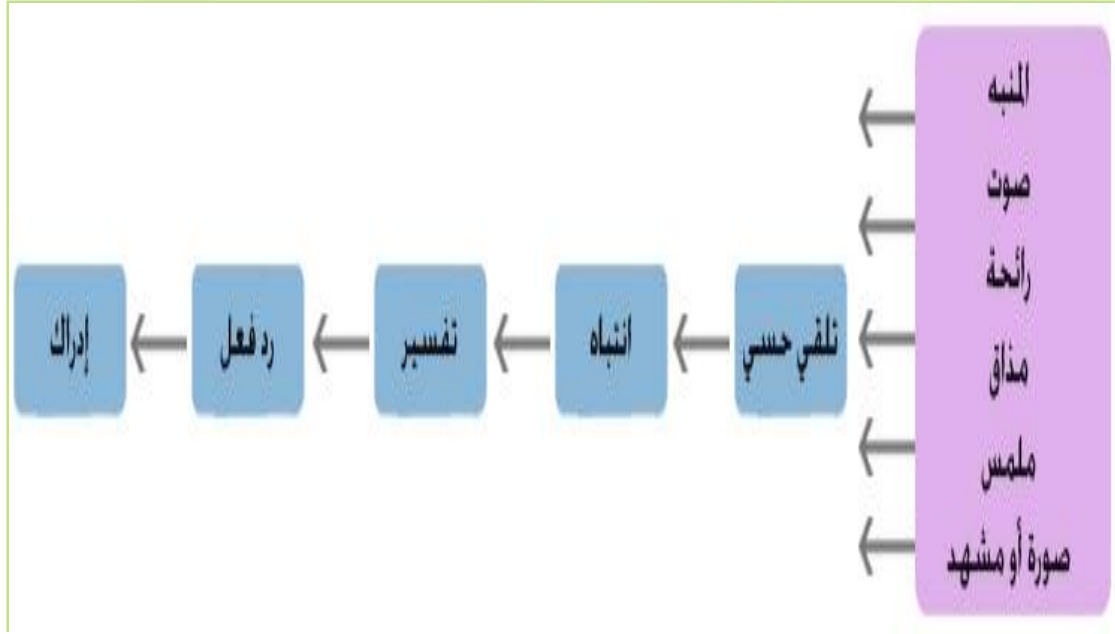 المنبه
صوت
رائحة
مذاق
ملمس
صورة أو مشهد
تلقي حسي
انتباه
تفسير
رد فعل
إدراك